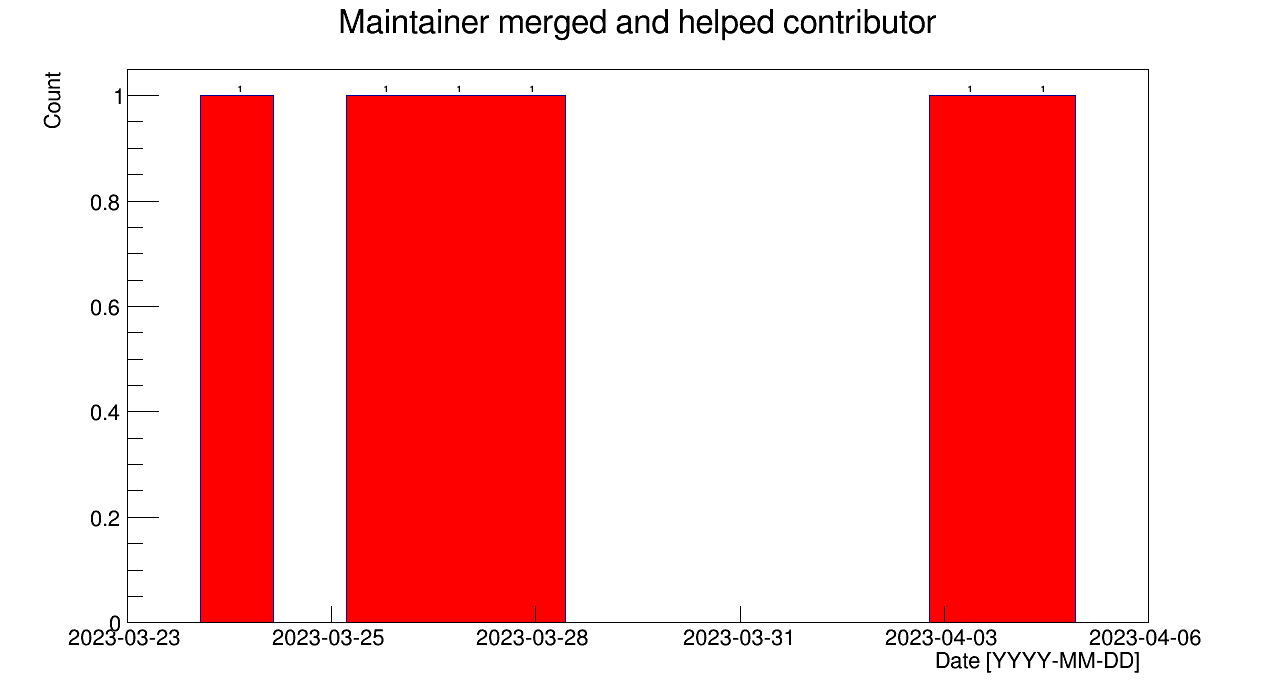 Maintainer merged and helped contributor
Count
1
0.8
0.6
0.4
0.2
0
1 1 1 1 1 1
2023-03-23 2023-03-25 2023-03-28 2023-03-31 2023-04-03 2023-04-06
Date [YYYY-MM-DD]